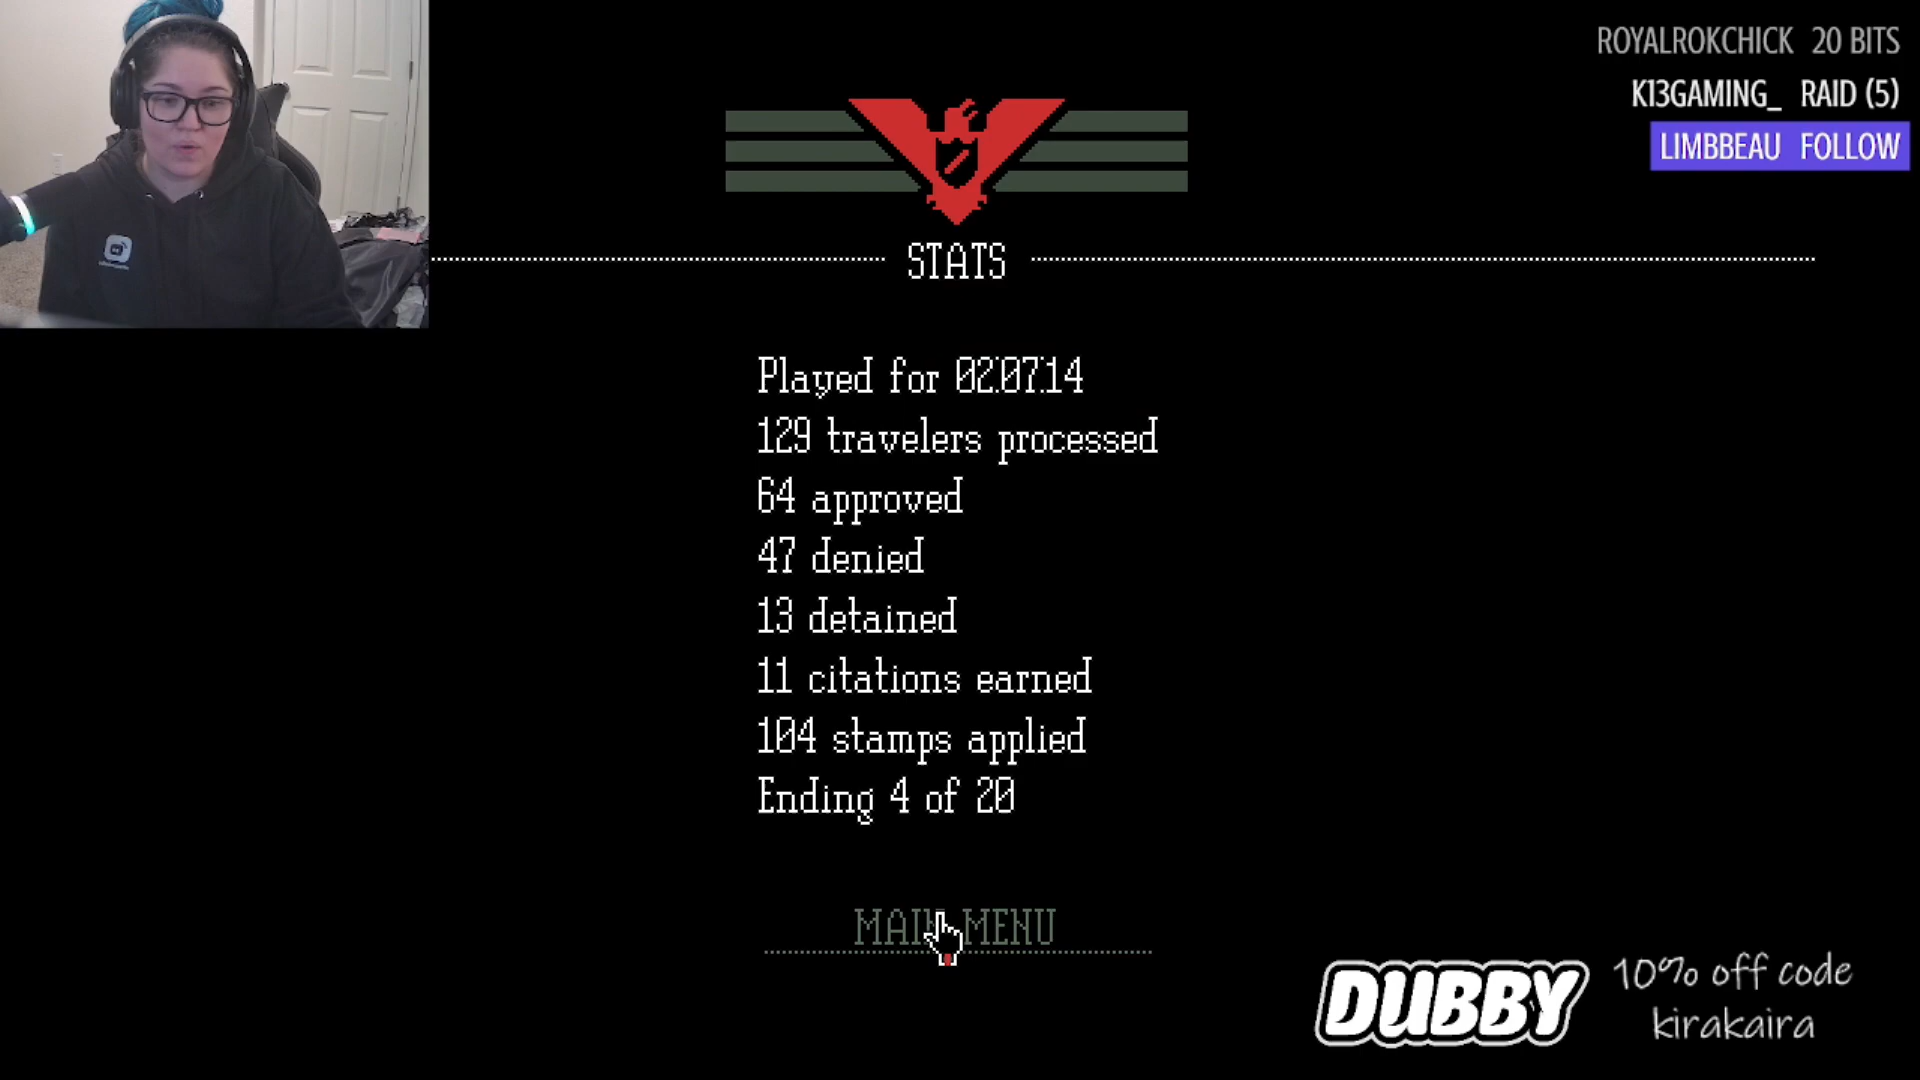 ROYALROKCHICK 20 BITS
K13GAMING_ RAID (5)
LIMBBEAU FOLLOW
STATS
Played for 02:07:14
129 travelers processed
64 approved
47 denied
13 detained
11 citations earned
104 stamps applied
Ending 4 of 20
MAIN MENU
DUBBY
10% off code
kirakaira